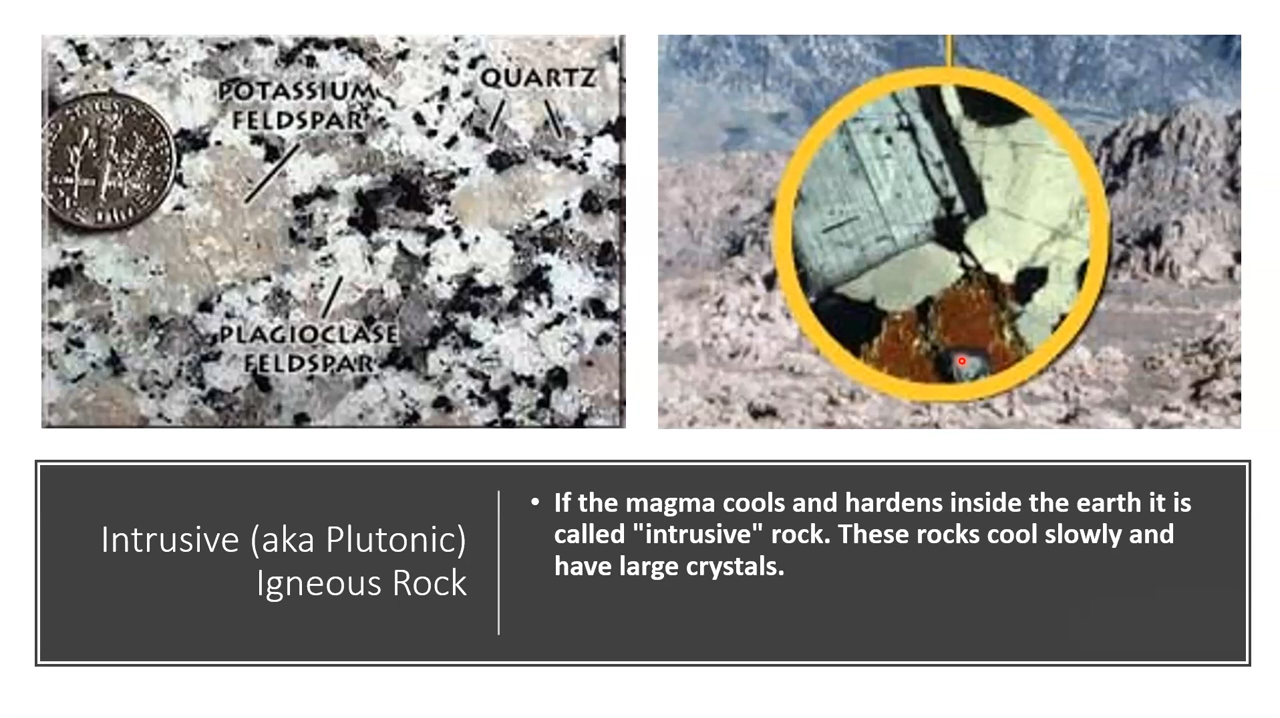 POTASSIUM
FELDSPAR
QUARTZ
PLAGIOCLASE
FELDSPAR
Intrusive (aka Plutonic)
Igneous Rock
• If the magma cools and hardens inside the earth it is
called "intrusive" rock. These rocks cool slowly and
have large crystals.